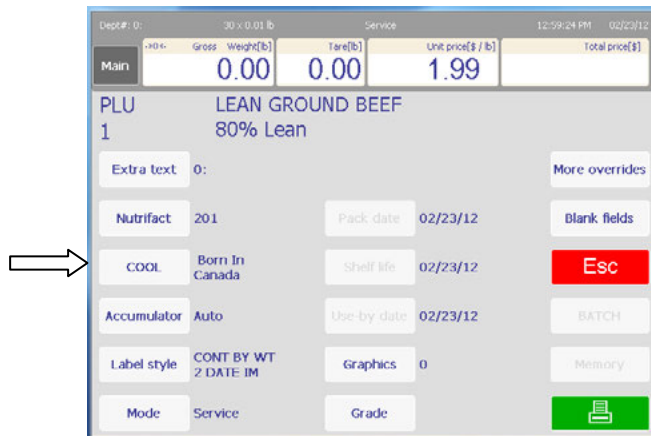 Dept#: 0: 30 x 0.01 lb Service 12:59:24 PM 02/23/12
Main ->0<- Gross Weight[lb] Tare[lb] Unit price[$ / lb] Total price[$]
0.00 0.00 1.99
PLU LEAN GROUND BEEF
1 80% Lean
Extra text 0: More overrides
Nutrifact 201 Pack date 02/23/12 Blank fields
COOL Born In Canada Shelf life 02/23/12 Esc
Accumulator Auto Use-by date 02/23/12 BATCH
Label style CONT BY WT 2 DATE IM Graphics 0 Memory
Mode Service Grade